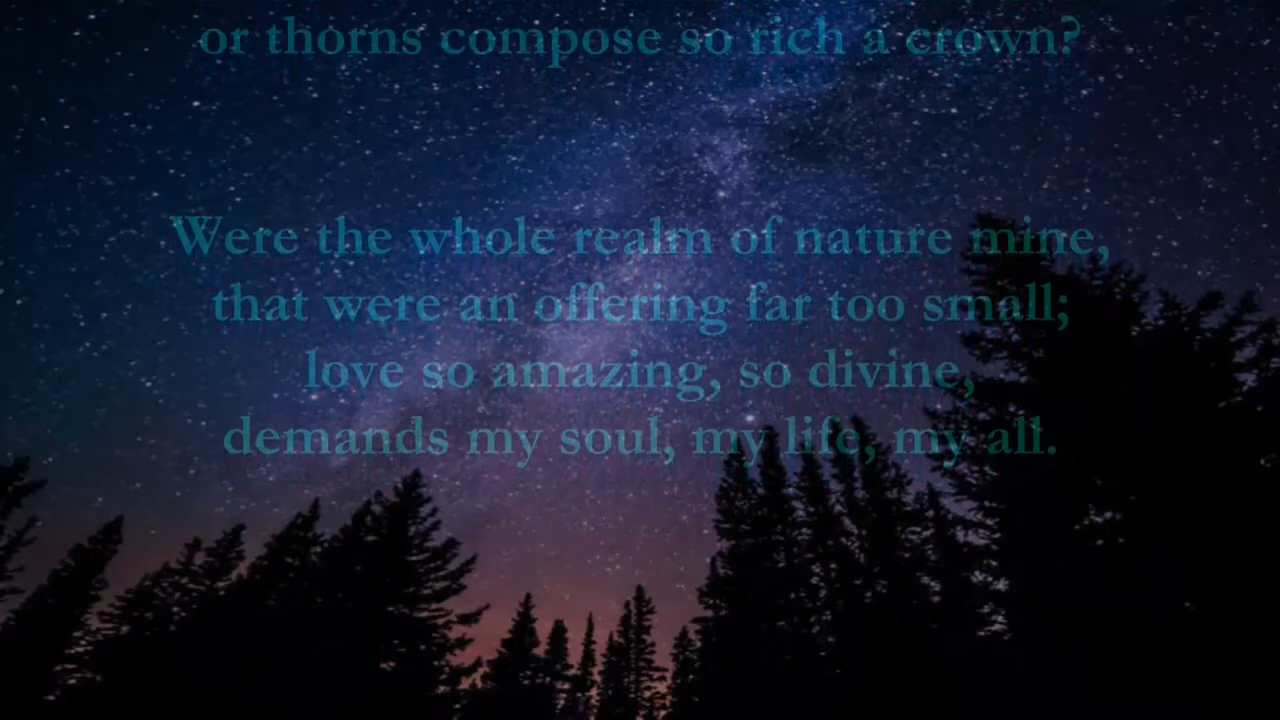 or thorns compose so rich a crown?
Were the whole realm of nature mine,
that were an offering far too small;
love so amazing, so divine,
demands my soul, my life, my all.